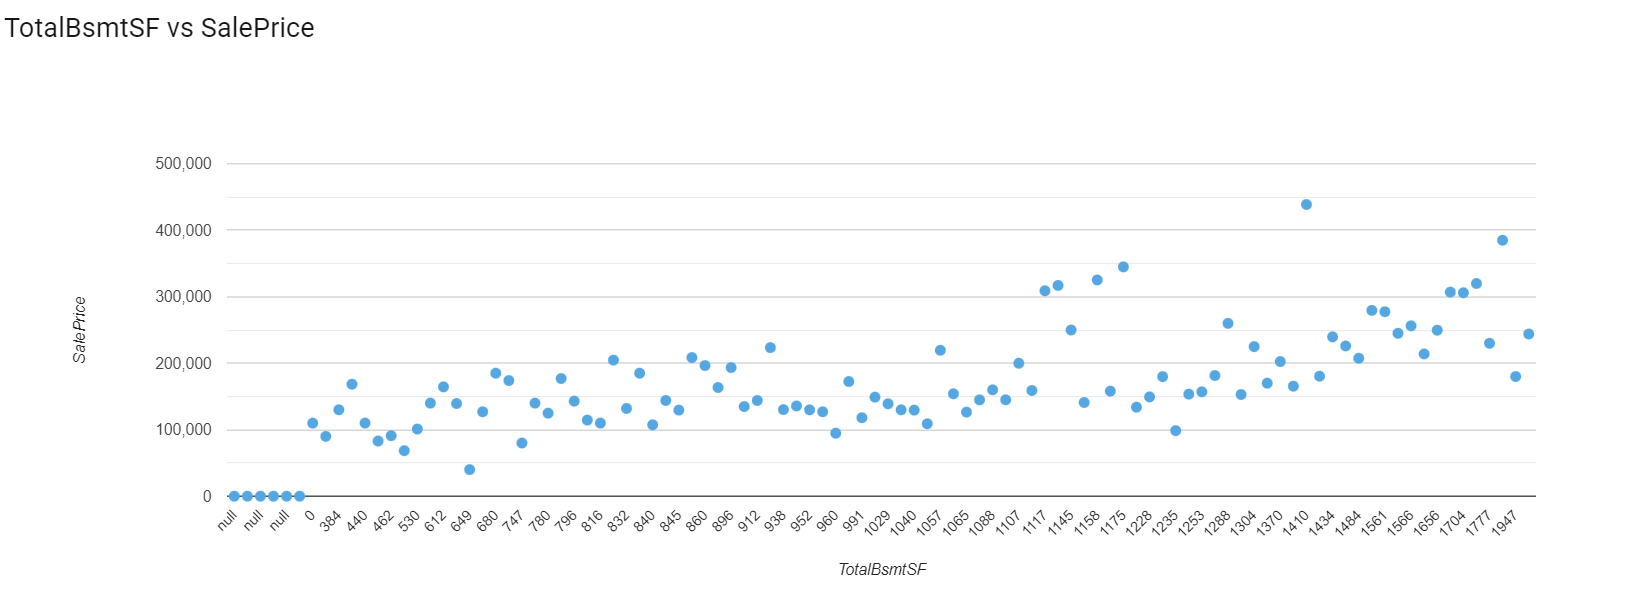 TotalBsmtSF vs SalePrice
500,000
400,000
300,000
200,000
100,000
0
SalePrice
null null null 0 384 440 462 530 612 649 680 747 780 796 816 832 840 845 860 896 912 938 952 960 991 1029 1040 1057 1065 1088 1107 1117 1145 1158 1175 1228 1235 1253 1288 1304 1370 1410 1434 1484 1561 1566 1656 1704 1777 1947
TotalBsmtSF